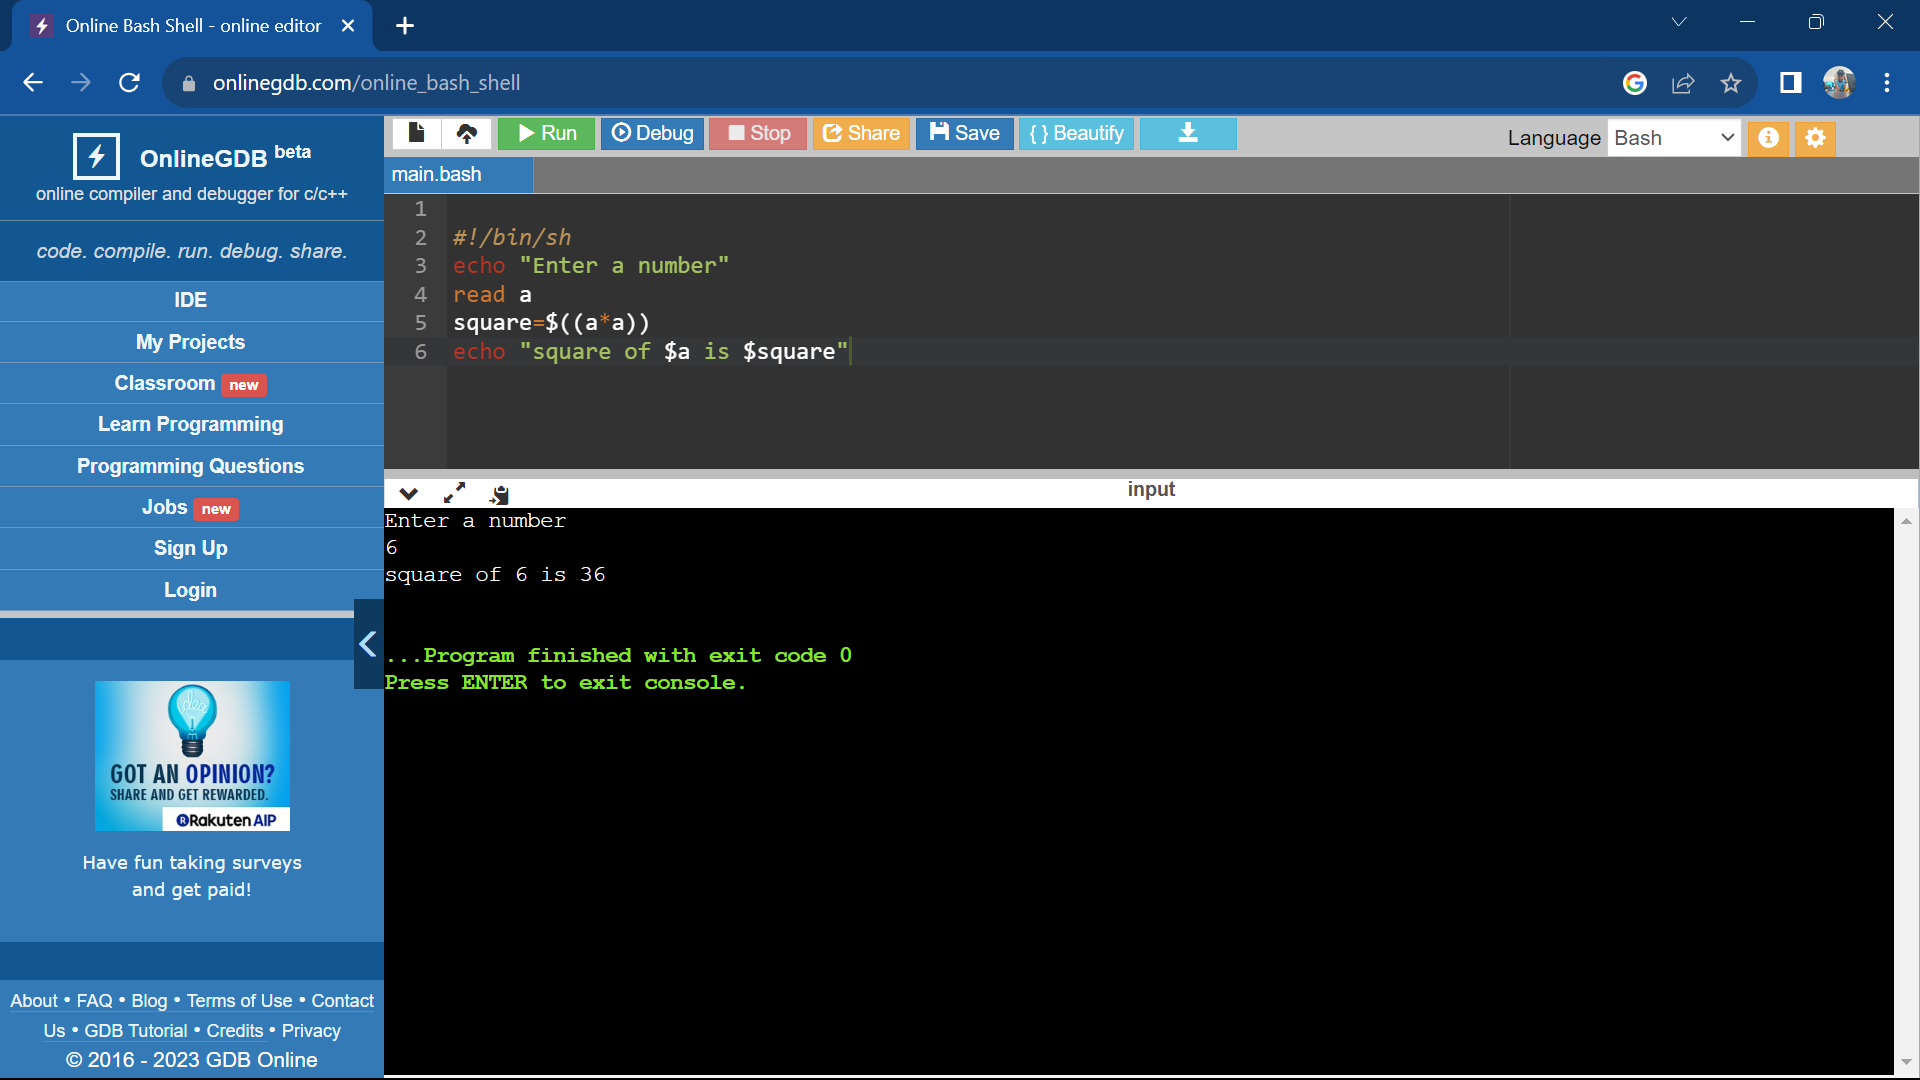 Online Bash Shell - online editor
onlinegdb.com/online_bash_shell
OnlineGDB beta
online compiler and debugger for c/c++
code. compile. run. debug. share.
IDE
My Projects
Classroom new
Learn Programming
Programming Questions
Jobs new
Sign Up
Login
idea
GOT AN OPINION?
SHARE AND GET REWARDED.
Rakuten AIP
Have fun taking surveys
and get paid!
About • FAQ • Blog • Terms of Use • Contact
Us • GDB Tutorial • Credits • Privacy
© 2016 - 2023 GDB Online
Run Debug Stop Share Save { } Beautify
Language Bash
main.bash
1
2 #!/bin/sh
3 echo "Enter a number"
4 read a
5 square=$((a*a))
6 echo "square of $a is $square"
input
Enter a number
6
square of 6 is 36
...Program finished with exit code 0
Press ENTER to exit console.